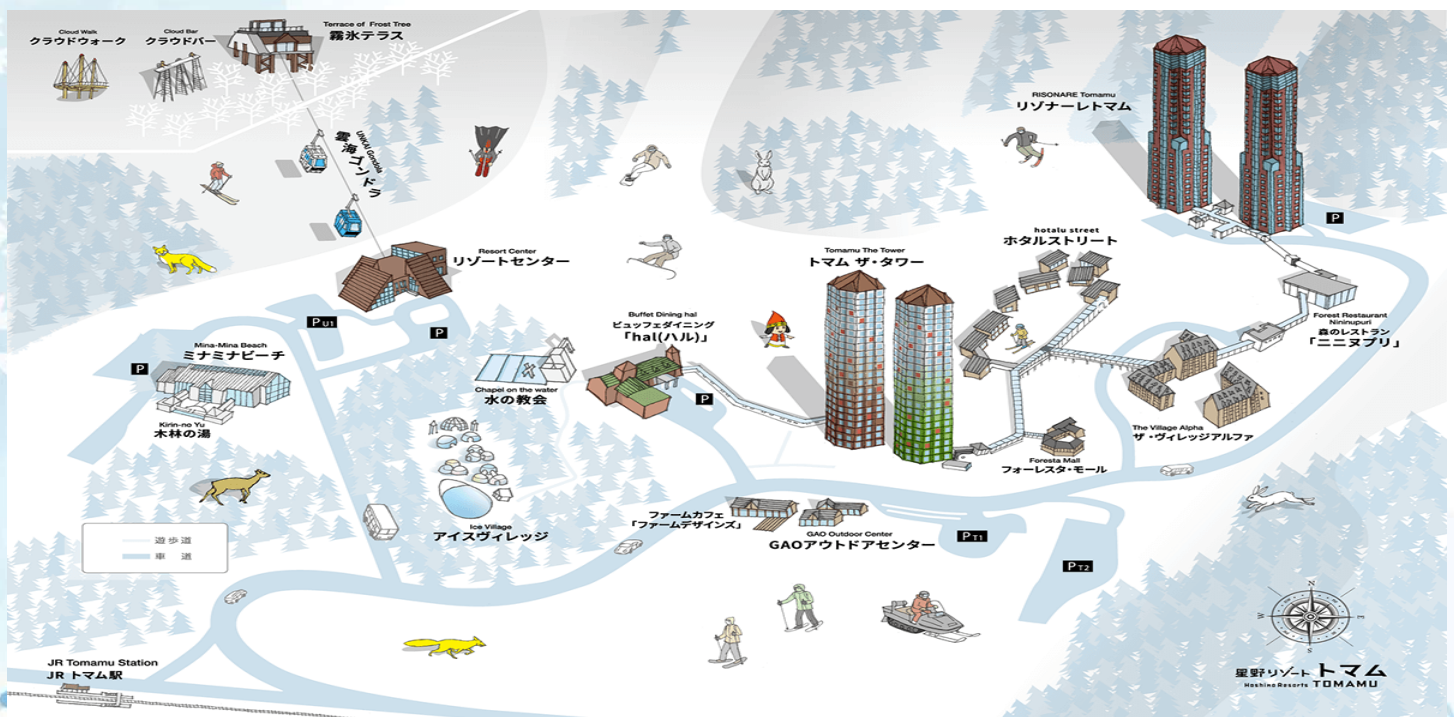 Cloud Walk
クラウドウォーク
Cloud Bar
クラウドバー
Terrace of Frost Tree
霧氷テラス
UNKAI Gondola
雲海ゴンドラ
RISONARE Tomamu
リゾナーレトマム
P
hotalu street
ホタルストリート
Resort Center
リゾートセンター
Tomamu The Tower
トマム ザ・タワー
Buffet Dining hal
ビュッフェダイニング
「hal(ハル)」
Forest Restaurant
Nininupuri
森のレストラン
「ニニヌプリ」
P U1
P
Mina-Mina Beach
ミナミナビーチ
P
Chapel on the water
水の教会
P
Kirin-no Yu
木林の湯
The Village Alpha
ザ・ヴィレッジアルファ
Foresta Mall
フォーレスタ・モール
Ice Village
アイスヴィレッジ
ファームカフェ
「ファームデザインズ」
GAO Outdoor Center
GAOアウトドアセンター
P T1
P T2
遊歩道
車 道
N
W
E
S
JR Tomamu Station
JR トマム駅
星野リゾート トマム
Hoshino Resorts TOMAMU